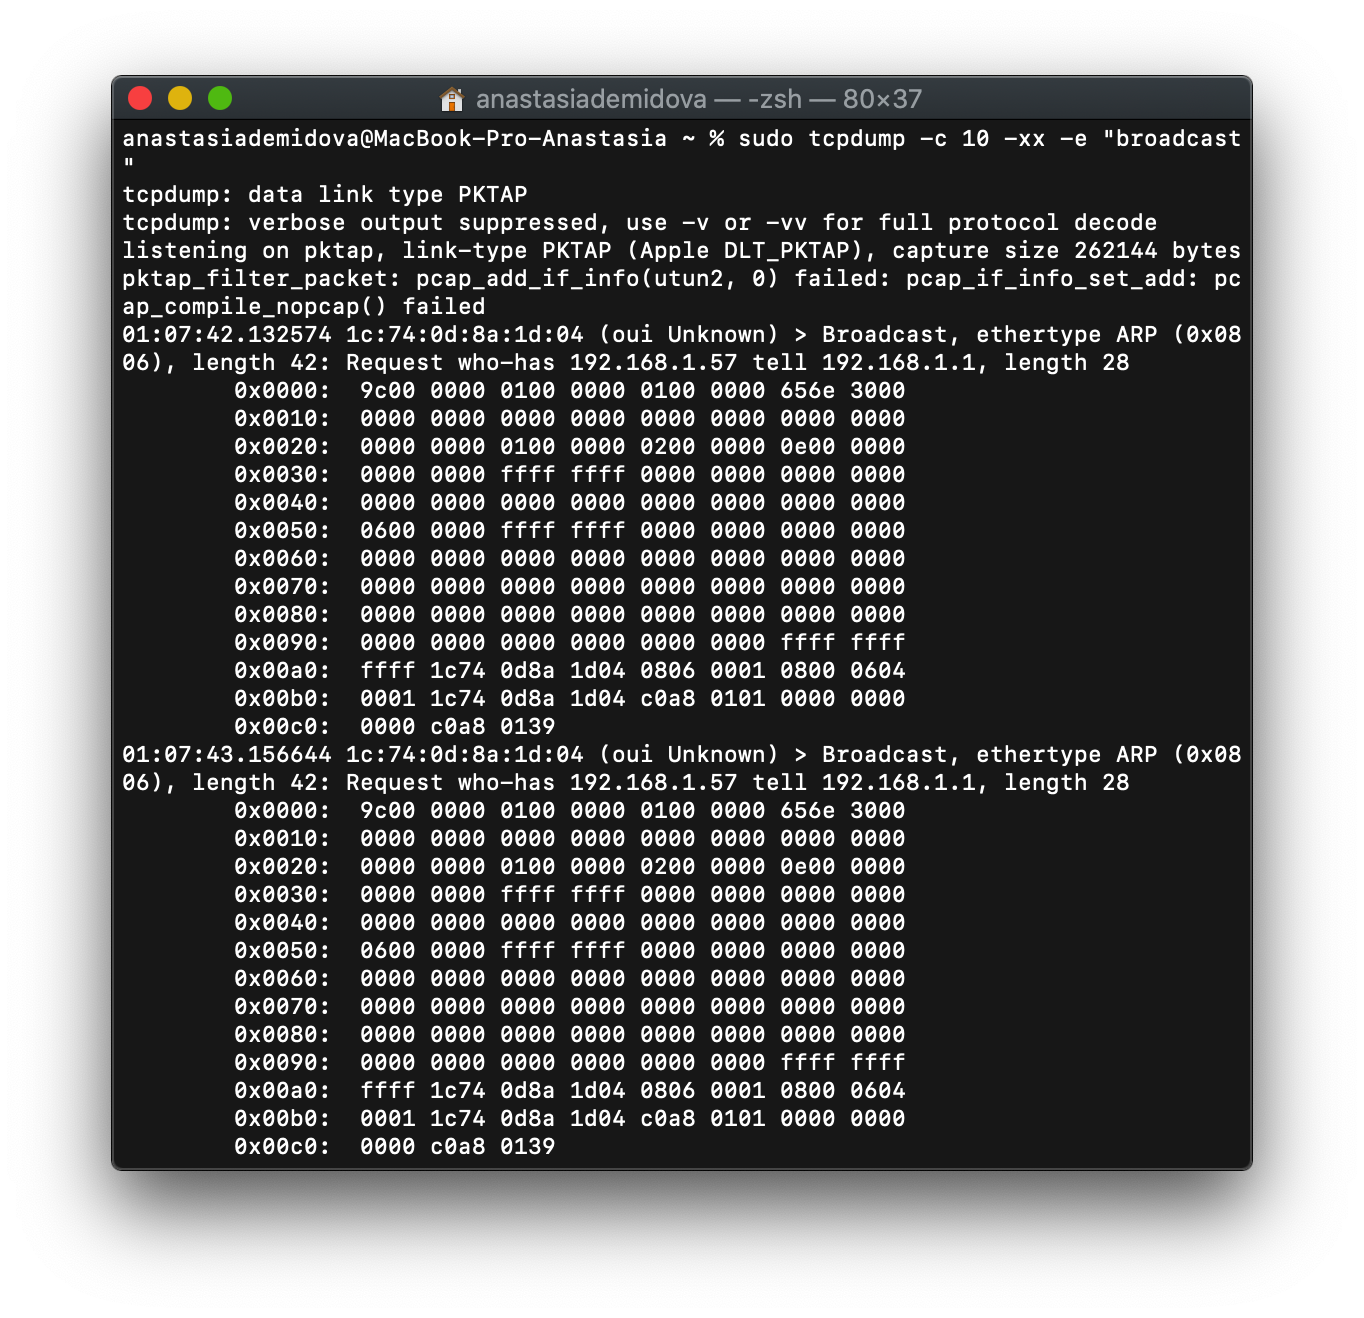 anastasiademidova — -zsh — 80×37
anastasiademidova@MacBook-Pro-Anastasia ~ % sudo tcpdump -c 10 -xx -e "broadcast
"
tcpdump: data link type PKTAP
tcpdump: verbose output suppressed, use -v or -vv for full protocol decode
listening on pktap, link-type PKTAP (Apple DLT_PKTAP), capture size 262144 bytes
pktap_filter_packet: pcap_add_if_info(utun2, 0) failed: pcap_if_info_set_add: pc
ap_compile_nopcap() failed
01:07:42.132574 1c:74:0d:8a:1d:04 (oui Unknown) > Broadcast, ethertype ARP (0x08
06), length 42: Request who-has 192.168.1.57 tell 192.168.1.1, length 28
0x0000:  9c00 0000 0100 0000 0100 0000 656e 3000
0x0010:  0000 0000 0000 0000 0000 0000 0000 0000
0x0020:  0000 0000 0100 0000 0200 0000 0e00 0000
0x0030:  0000 0000 ffff ffff 0000 0000 0000 0000
0x0040:  0000 0000 0000 0000 0000 0000 0000 0000
0x0050:  0600 0000 ffff ffff 0000 0000 0000 0000
0x0060:  0000 0000 0000 0000 0000 0000 0000 0000
0x0070:  0000 0000 0000 0000 0000 0000 0000 0000
0x0080:  0000 0000 0000 0000 0000 0000 0000 0000
0x0090:  0000 0000 0000 0000 0000 0000 ffff ffff
0x00a0:  ffff 1c74 0d8a 1d04 0806 0001 0800 0604
0x00b0:  0001 1c74 0d8a 1d04 c0a8 0101 0000 0000
0x00c0:  0000 c0a8 0139
01:07:43.156644 1c:74:0d:8a:1d:04 (oui Unknown) > Broadcast, ethertype ARP (0x08
06), length 42: Request who-has 192.168.1.57 tell 192.168.1.1, length 28
0x0000:  9c00 0000 0100 0000 0100 0000 656e 3000
0x0010:  0000 0000 0000 0000 0000 0000 0000 0000
0x0020:  0000 0000 0100 0000 0200 0000 0e00 0000
0x0030:  0000 0000 ffff ffff 0000 0000 0000 0000
0x0040:  0000 0000 0000 0000 0000 0000 0000 0000
0x0050:  0600 0000 ffff ffff 0000 0000 0000 0000
0x0060:  0000 0000 0000 0000 0000 0000 0000 0000
0x0070:  0000 0000 0000 0000 0000 0000 0000 0000
0x0080:  0000 0000 0000 0000 0000 0000 0000 0000
0x0090:  0000 0000 0000 0000 0000 0000 ffff ffff
0x00a0:  ffff 1c74 0d8a 1d04 0806 0001 0800 0604
0x00b0:  0001 1c74 0d8a 1d04 c0a8 0101 0000 0000
0x00c0:  0000 c0a8 0139